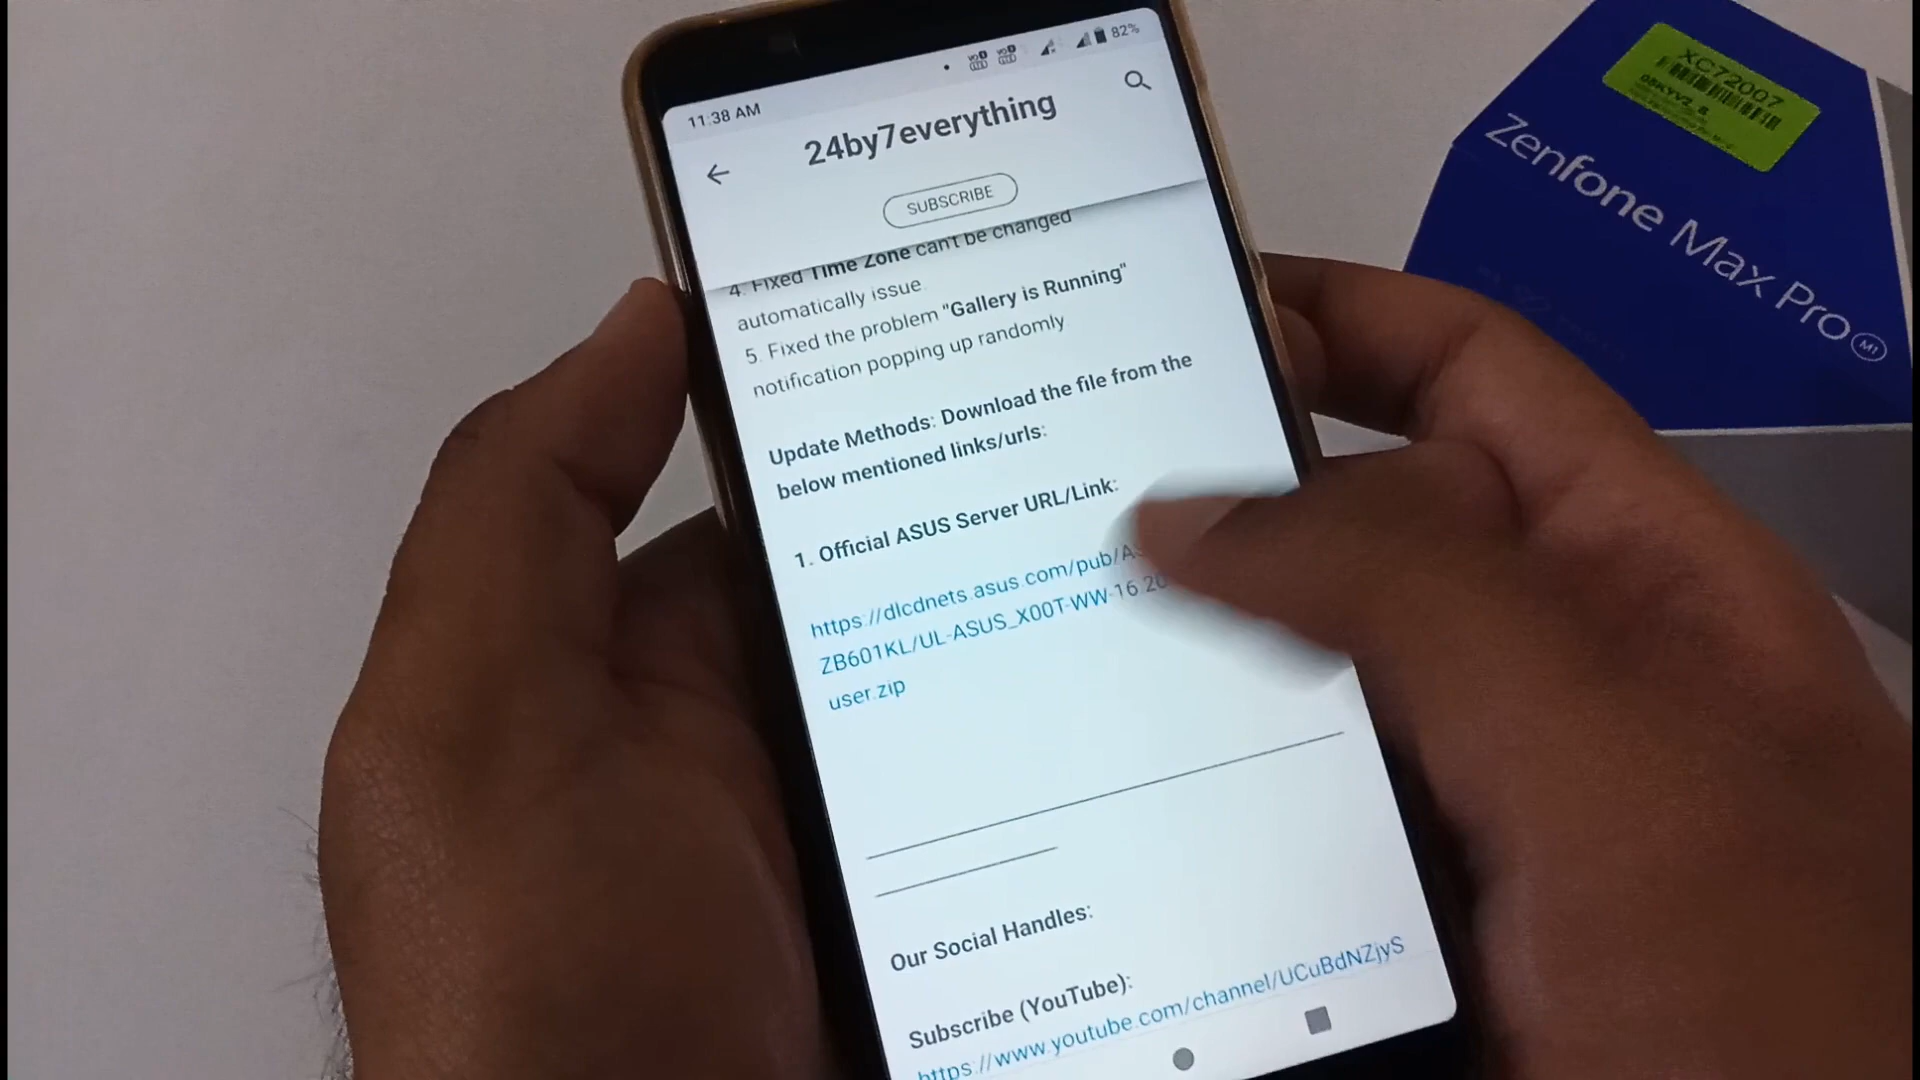 11:38 AM
82%
24by7everything
SUBSCRIBE
4. Fixed Time Zone can't be changed
automatically issue
5. Fixed the problem "Gallery is Running"
notification popping up randomly
Update Methods: Download the file from the
below mentioned links/urls:
1. Official ASUS Server URL/Link:
https://dlcdnets.asus.com/pub/AS
ZB601KL/UL-ASUS_X00T-WW-16.20
user.zip
Our Social Handles:
Subscribe (YouTube):
https://www.youtube.com/channel/UCuBdNZjyS
XC72007
Zenfone Max Pro M1